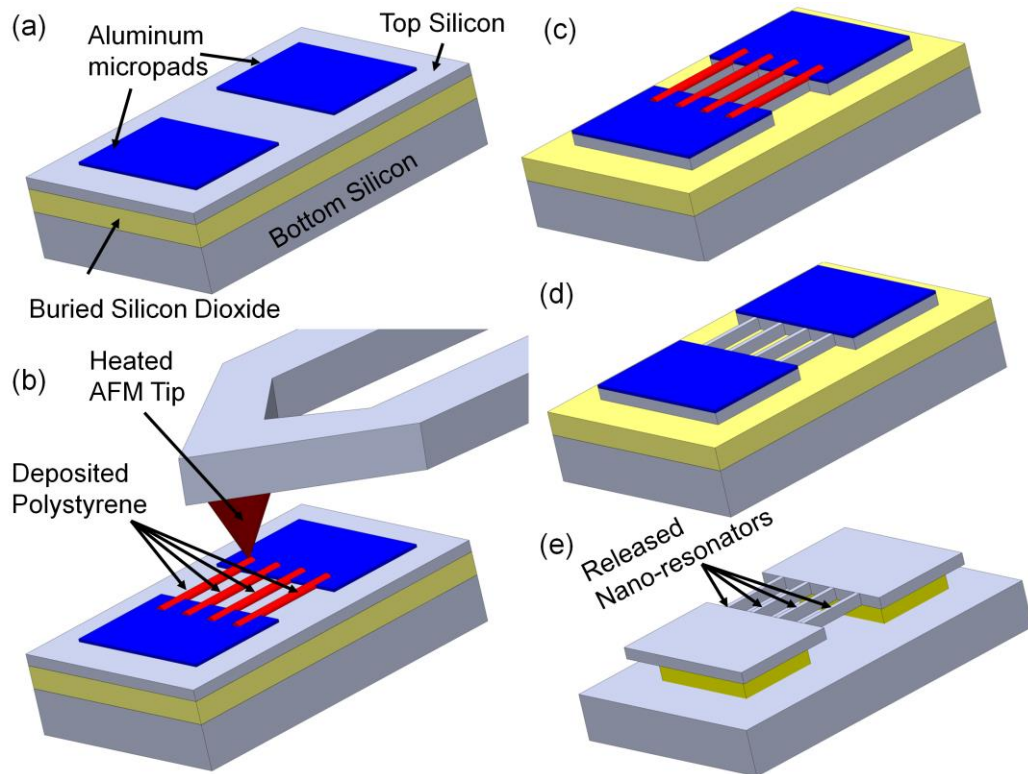 (a)
Aluminum
micropads
Top Silicon
Bottom Silicon
Buried Silicon Dioxide
(b)
Heated
AFM Tip
Deposited
Polystyrene
(c)
(d)
(e)
Released
Nano-resonators